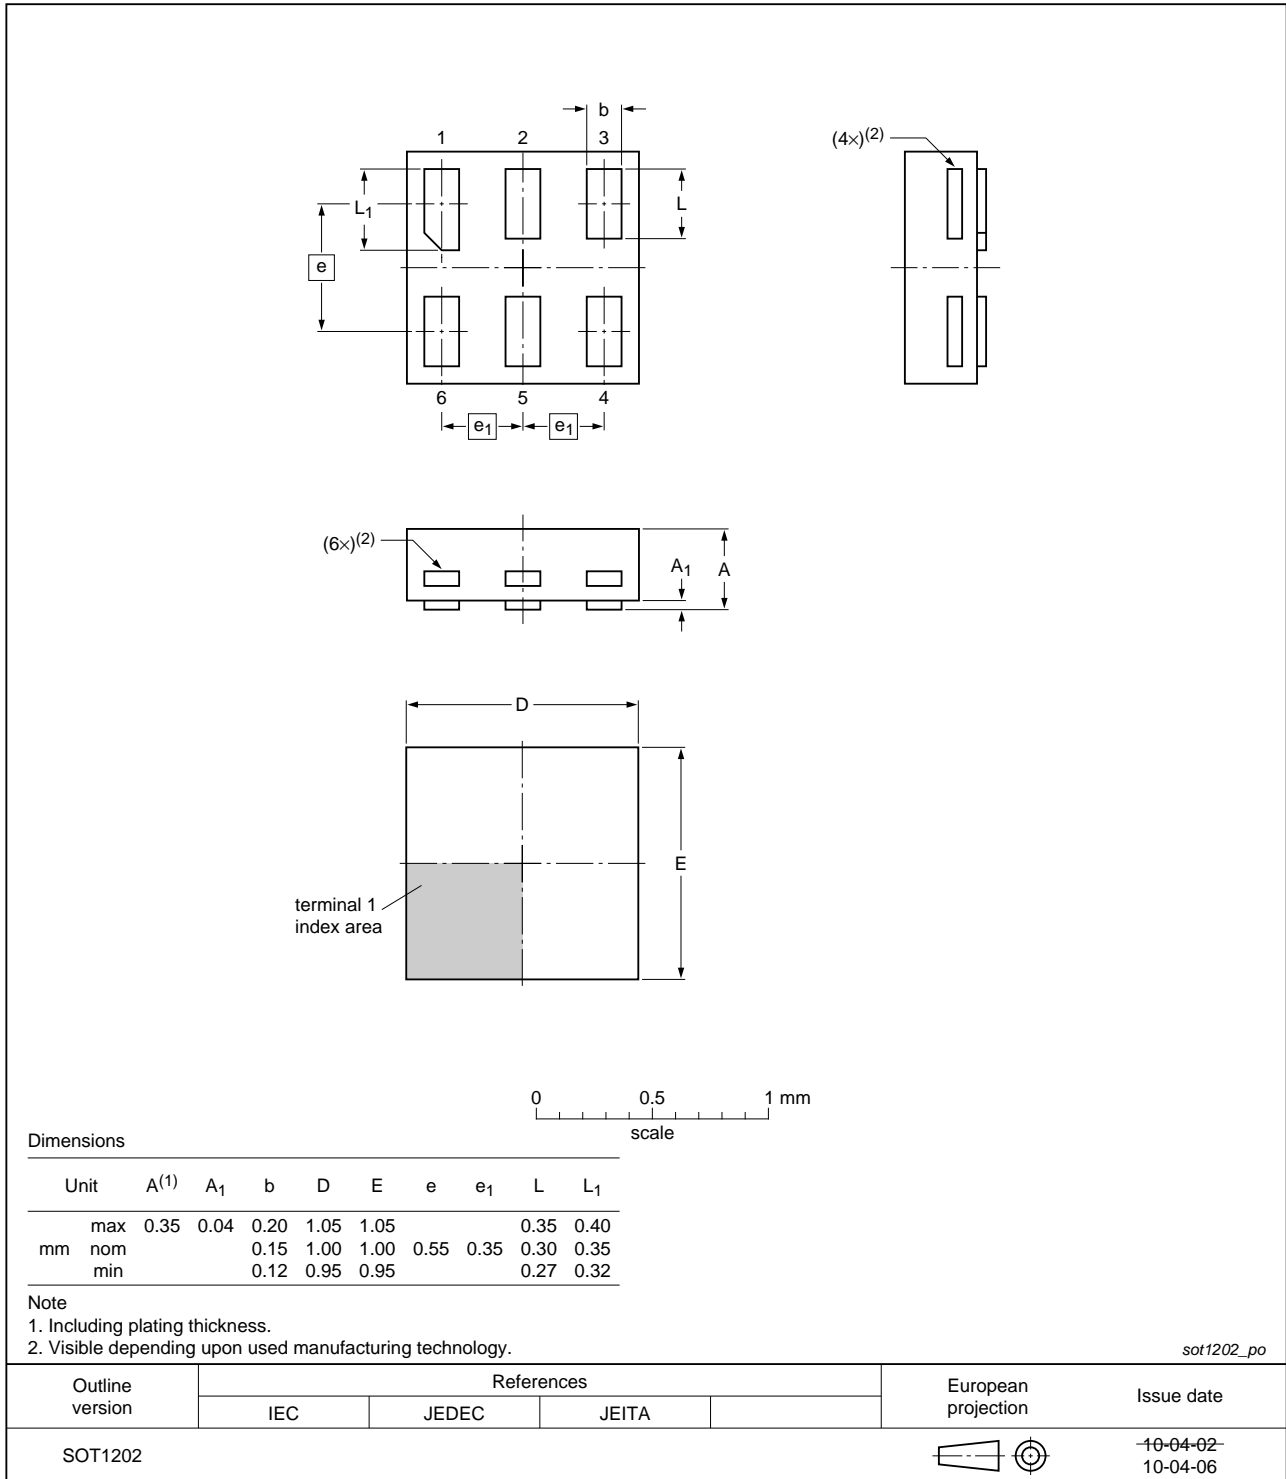 b
1 2 3
(4×)(2)
L1
L
e
6 5 4
e1 e1
(6×)(2)
A1 A
D
E
terminal 1
index area
0 0.5 1 mm
scale
Dimensions
Unit A(1) A1 b D E e e1 L L1
max 0.35 0.04 0.20 1.05 1.05 0.35 0.40
mm nom 0.15 1.00 1.00 0.55 0.35 0.30 0.35
min 0.12 0.95 0.95 0.27 0.32
Note
1. Including plating thickness.
2. Visible depending upon used manufacturing technology.
sot1202_po
Outline
version
References
IEC JEDEC JEITA
European
projection
Issue date
SOT1202
10-04-02
10-04-06